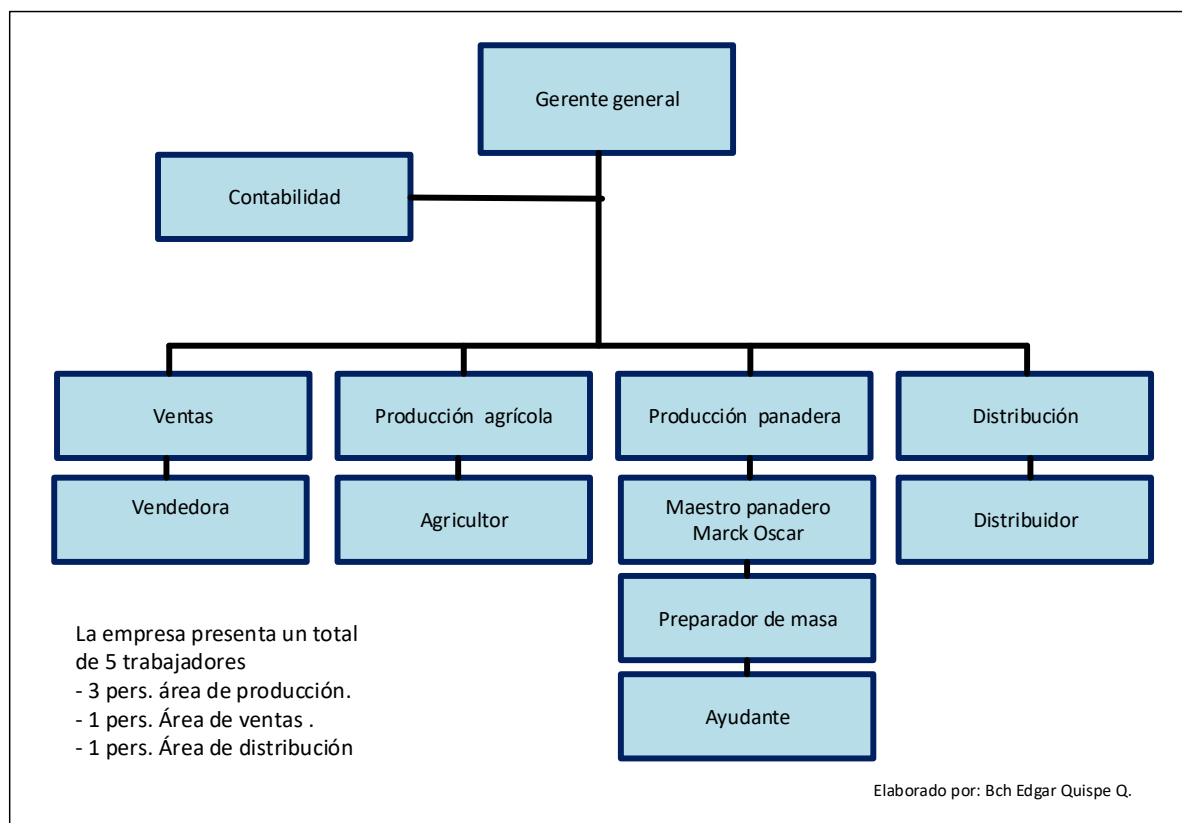 Gerente general
Contabilidad
Ventas
Producción agrícola
Producción panadera
Distribución
Vendedora
Agricultor
Maestro panadero
Marck Oscar
Distribuidor
Preparador de masa
Ayudante
La empresa presenta un total
de 5 trabajadores
- 3 pers. área de producción.
- 1 pers. Área de ventas .
- 1 pers. Área de distribución
Elaborado por: Bch Edgar Quispe Q.